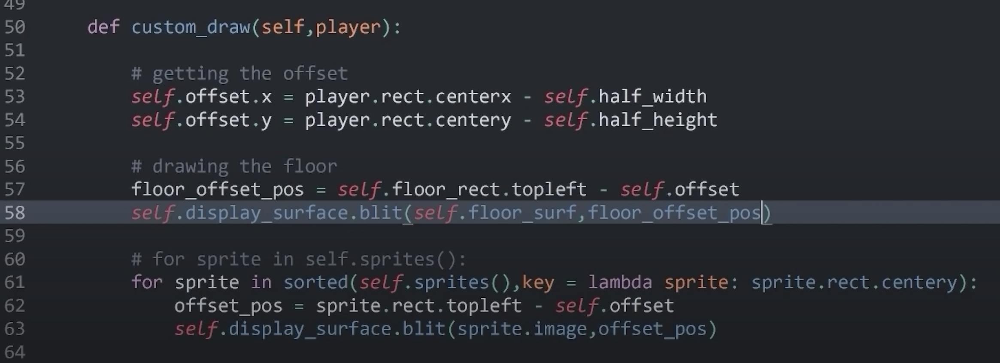 49
50 def custom_draw(self,player):
51
52 # getting the offset
53 self.offset.x = player.rect.centerx - self.half_width
54 self.offset.y = player.rect.centery - self.half_height
55
56 # drawing the floor
57 floor_offset_pos = self.floor_rect.topleft - self.offset
58 self.display_surface.blit(self.floor_surf,floor_offset_pos)
59
60 # for sprite in self.sprites():
61 for sprite in sorted(self.sprites(),key = lambda sprite: sprite.rect.centery):
62 offset_pos = sprite.rect.topleft - self.offset
63 self.display_surface.blit(sprite.image,offset_pos)
64